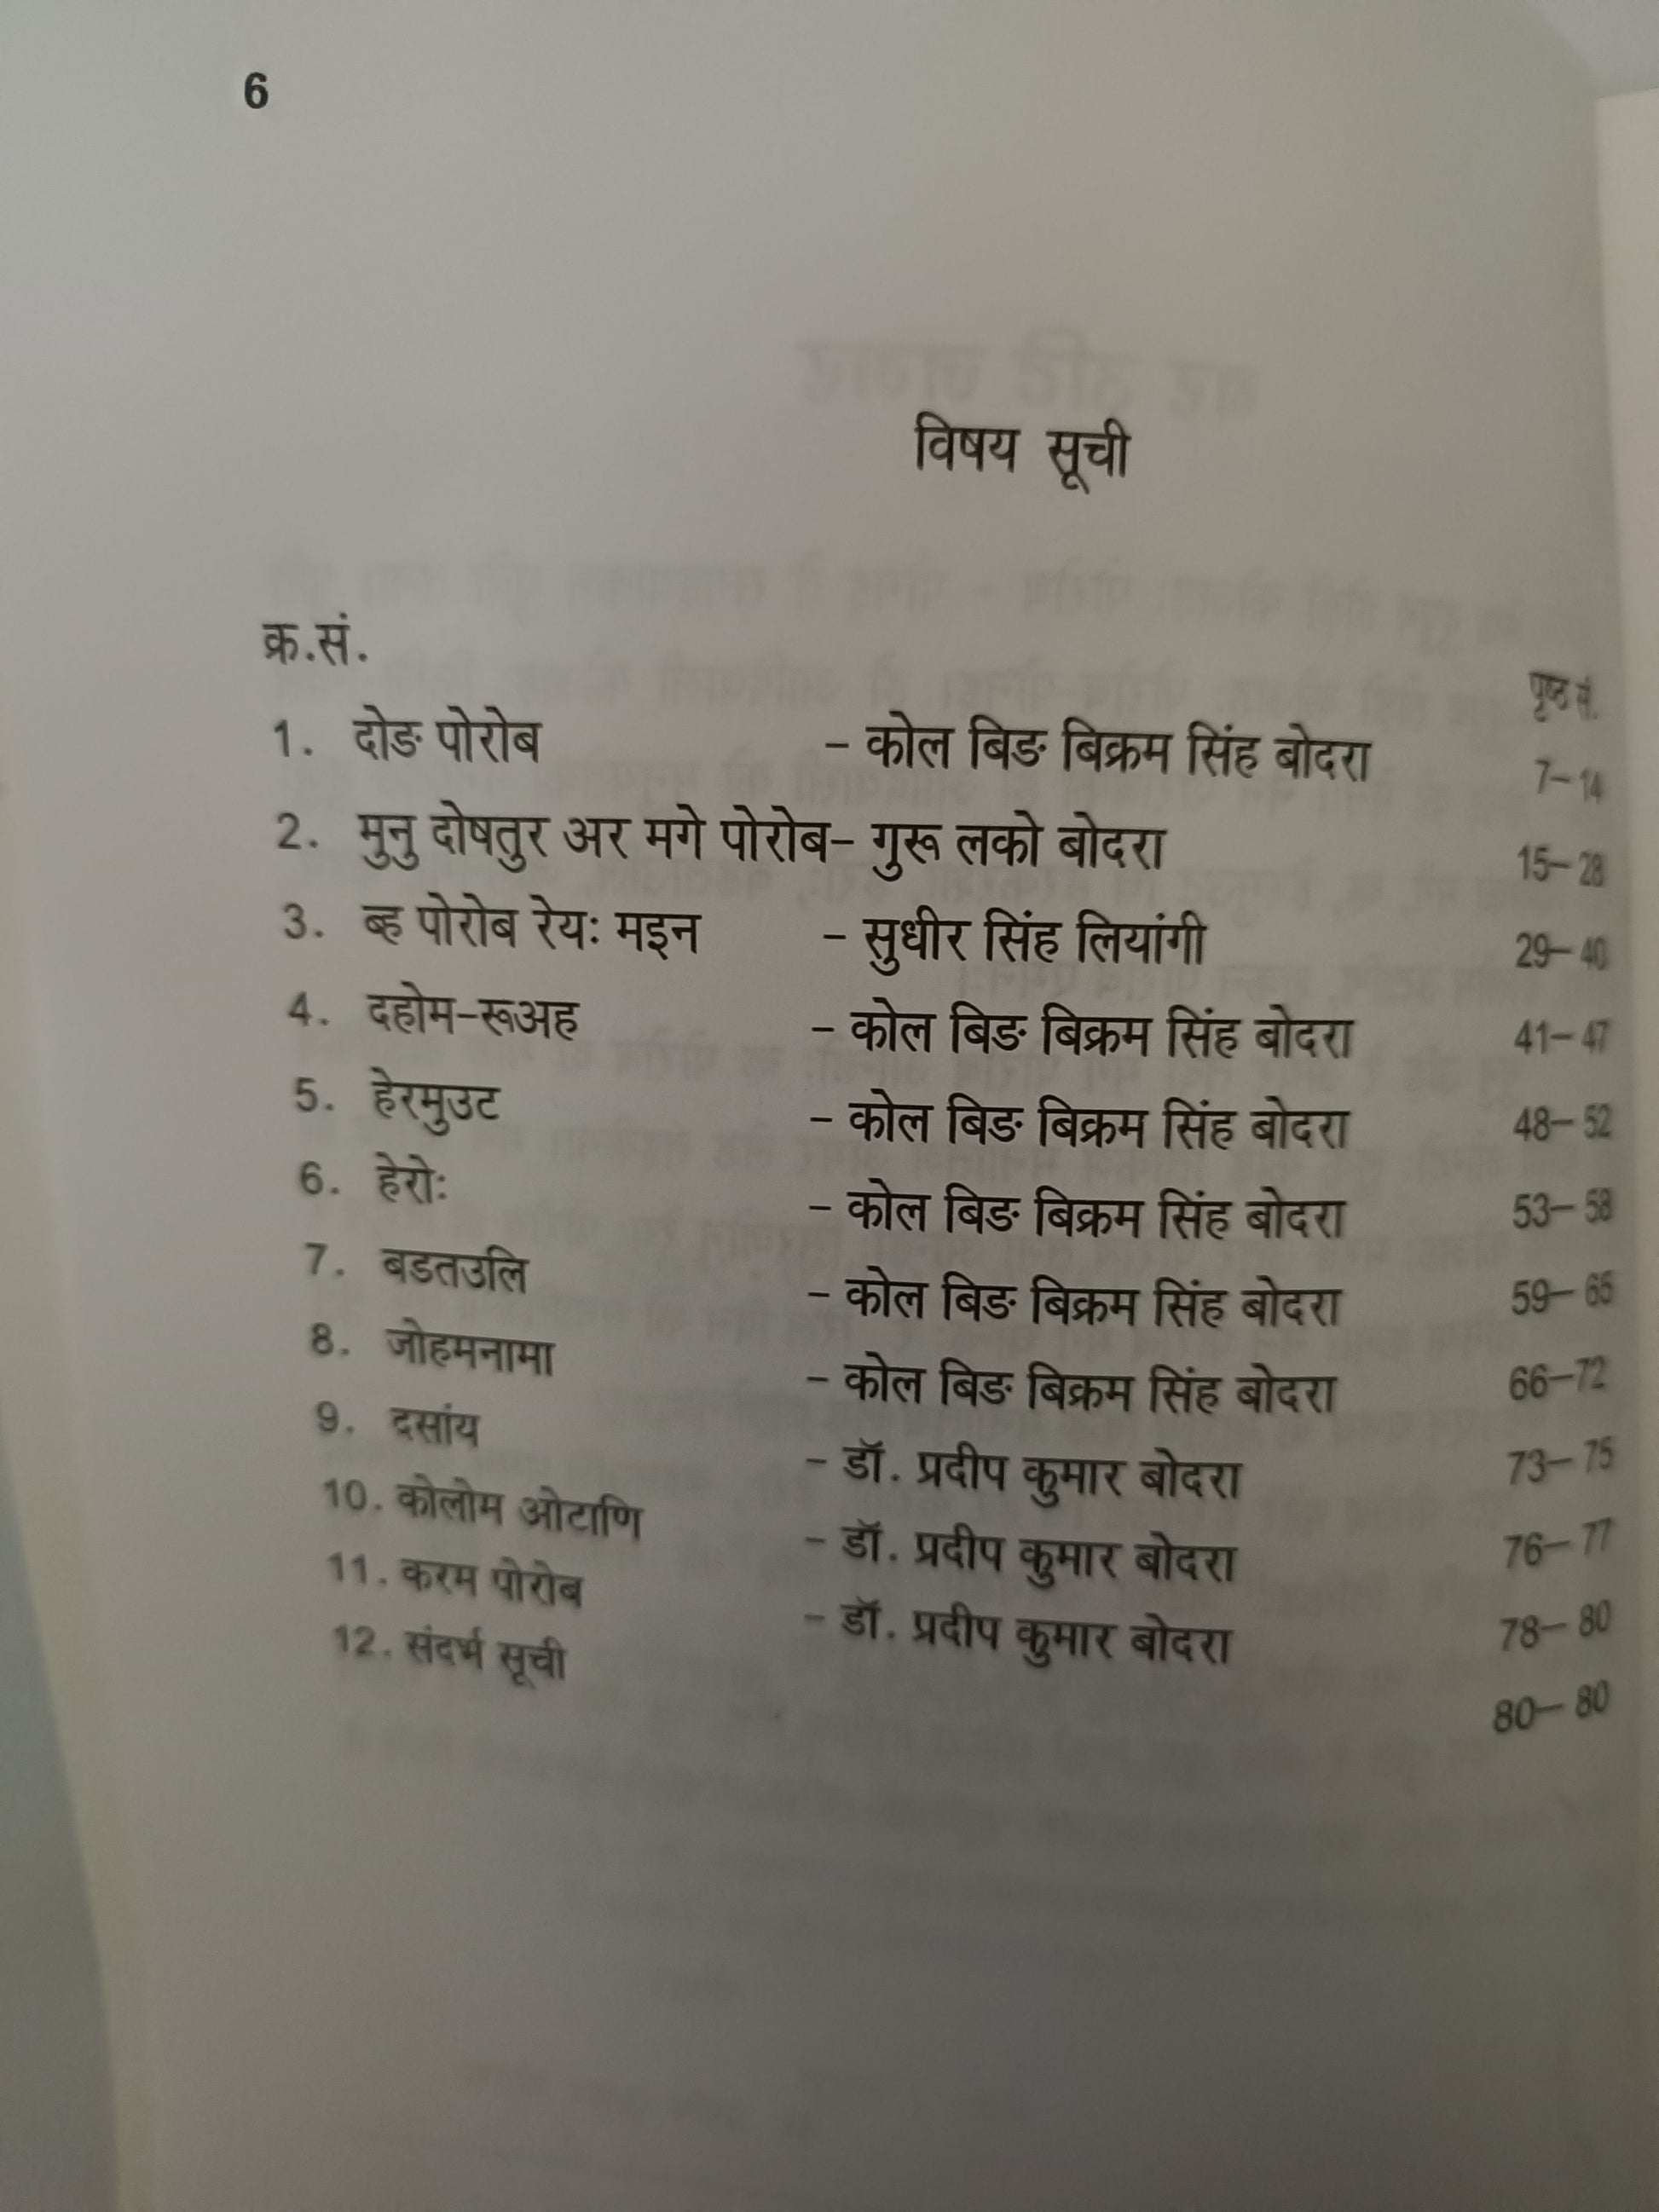 6
विषय सूची
क्र.सं. पृष्ठ सं.
1. दोङ पोरोब - कोल बिङ बिक्रम सिंह बोदरा 7-14
2. मुनु दोषतुर अर मगे पोरोब- गुरू लको बोदरा 15-28
3. ब्ह पोरोब रेयः मइन - सुधीर सिंह लियांगी 29-40
4. दहोम-रूअह - कोल बिङ बिक्रम सिंह बोदरा 41-47
5. हेरमुउट - कोल बिङ बिक्रम सिंह बोदरा 48-52
6. हेरोः - कोल बिङ बिक्रम सिंह बोदरा 53-58
7. बडतउलि - कोल बिङ बिक्रम सिंह बोदरा 59-65
8. जोहमनामा - कोल बिङ बिक्रम सिंह बोदरा 66-72
9. दसांय - डॉ. प्रदीप कुमार बोदरा 73-75
10. कोलोम ओटाणि - डॉ. प्रदीप कुमार बोदरा 76-77
11. करम पोरोब - डॉ. प्रदीप कुमार बोदरा 78-80
12. संदर्भ सूची 80-80